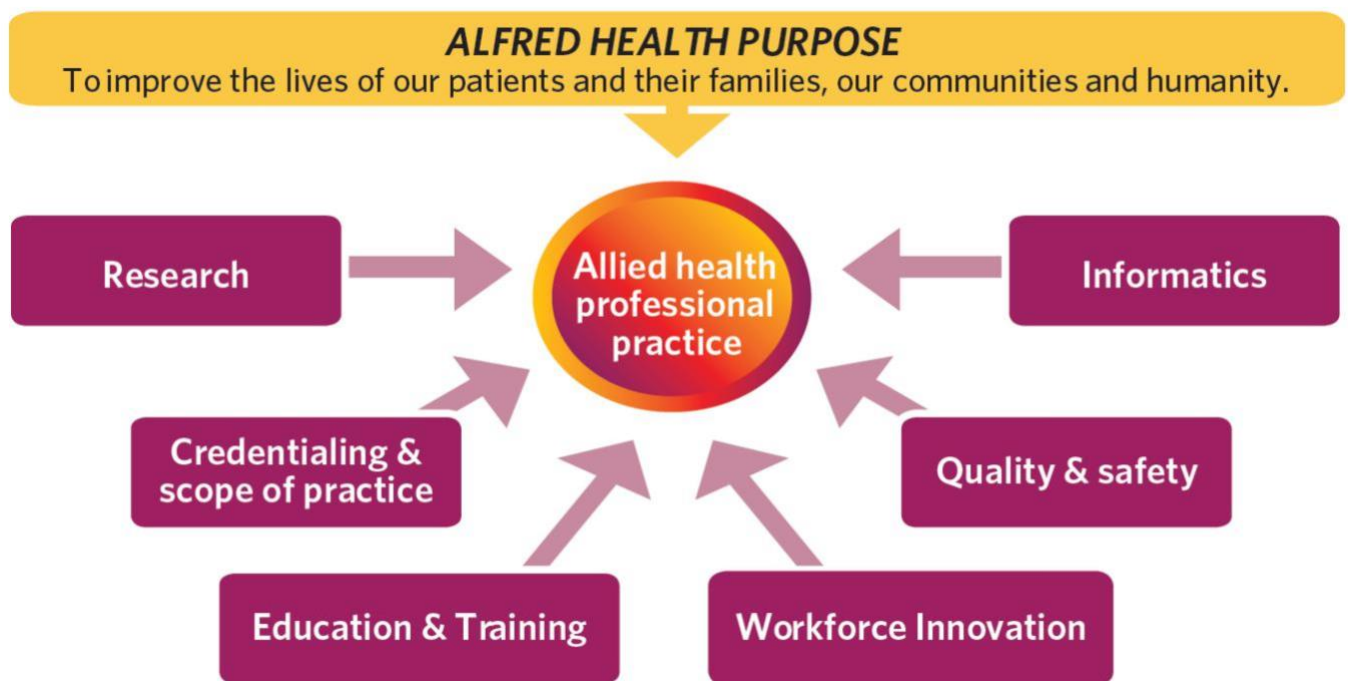 ALFRED HEALTH PURPOSE
To improve the lives of our patients and their families, our communities and humanity.
Research
Allied health
professional
practice
Informatics
Credentialing &
scope of practice
Quality & safety
Education & Training
Workforce Innovation